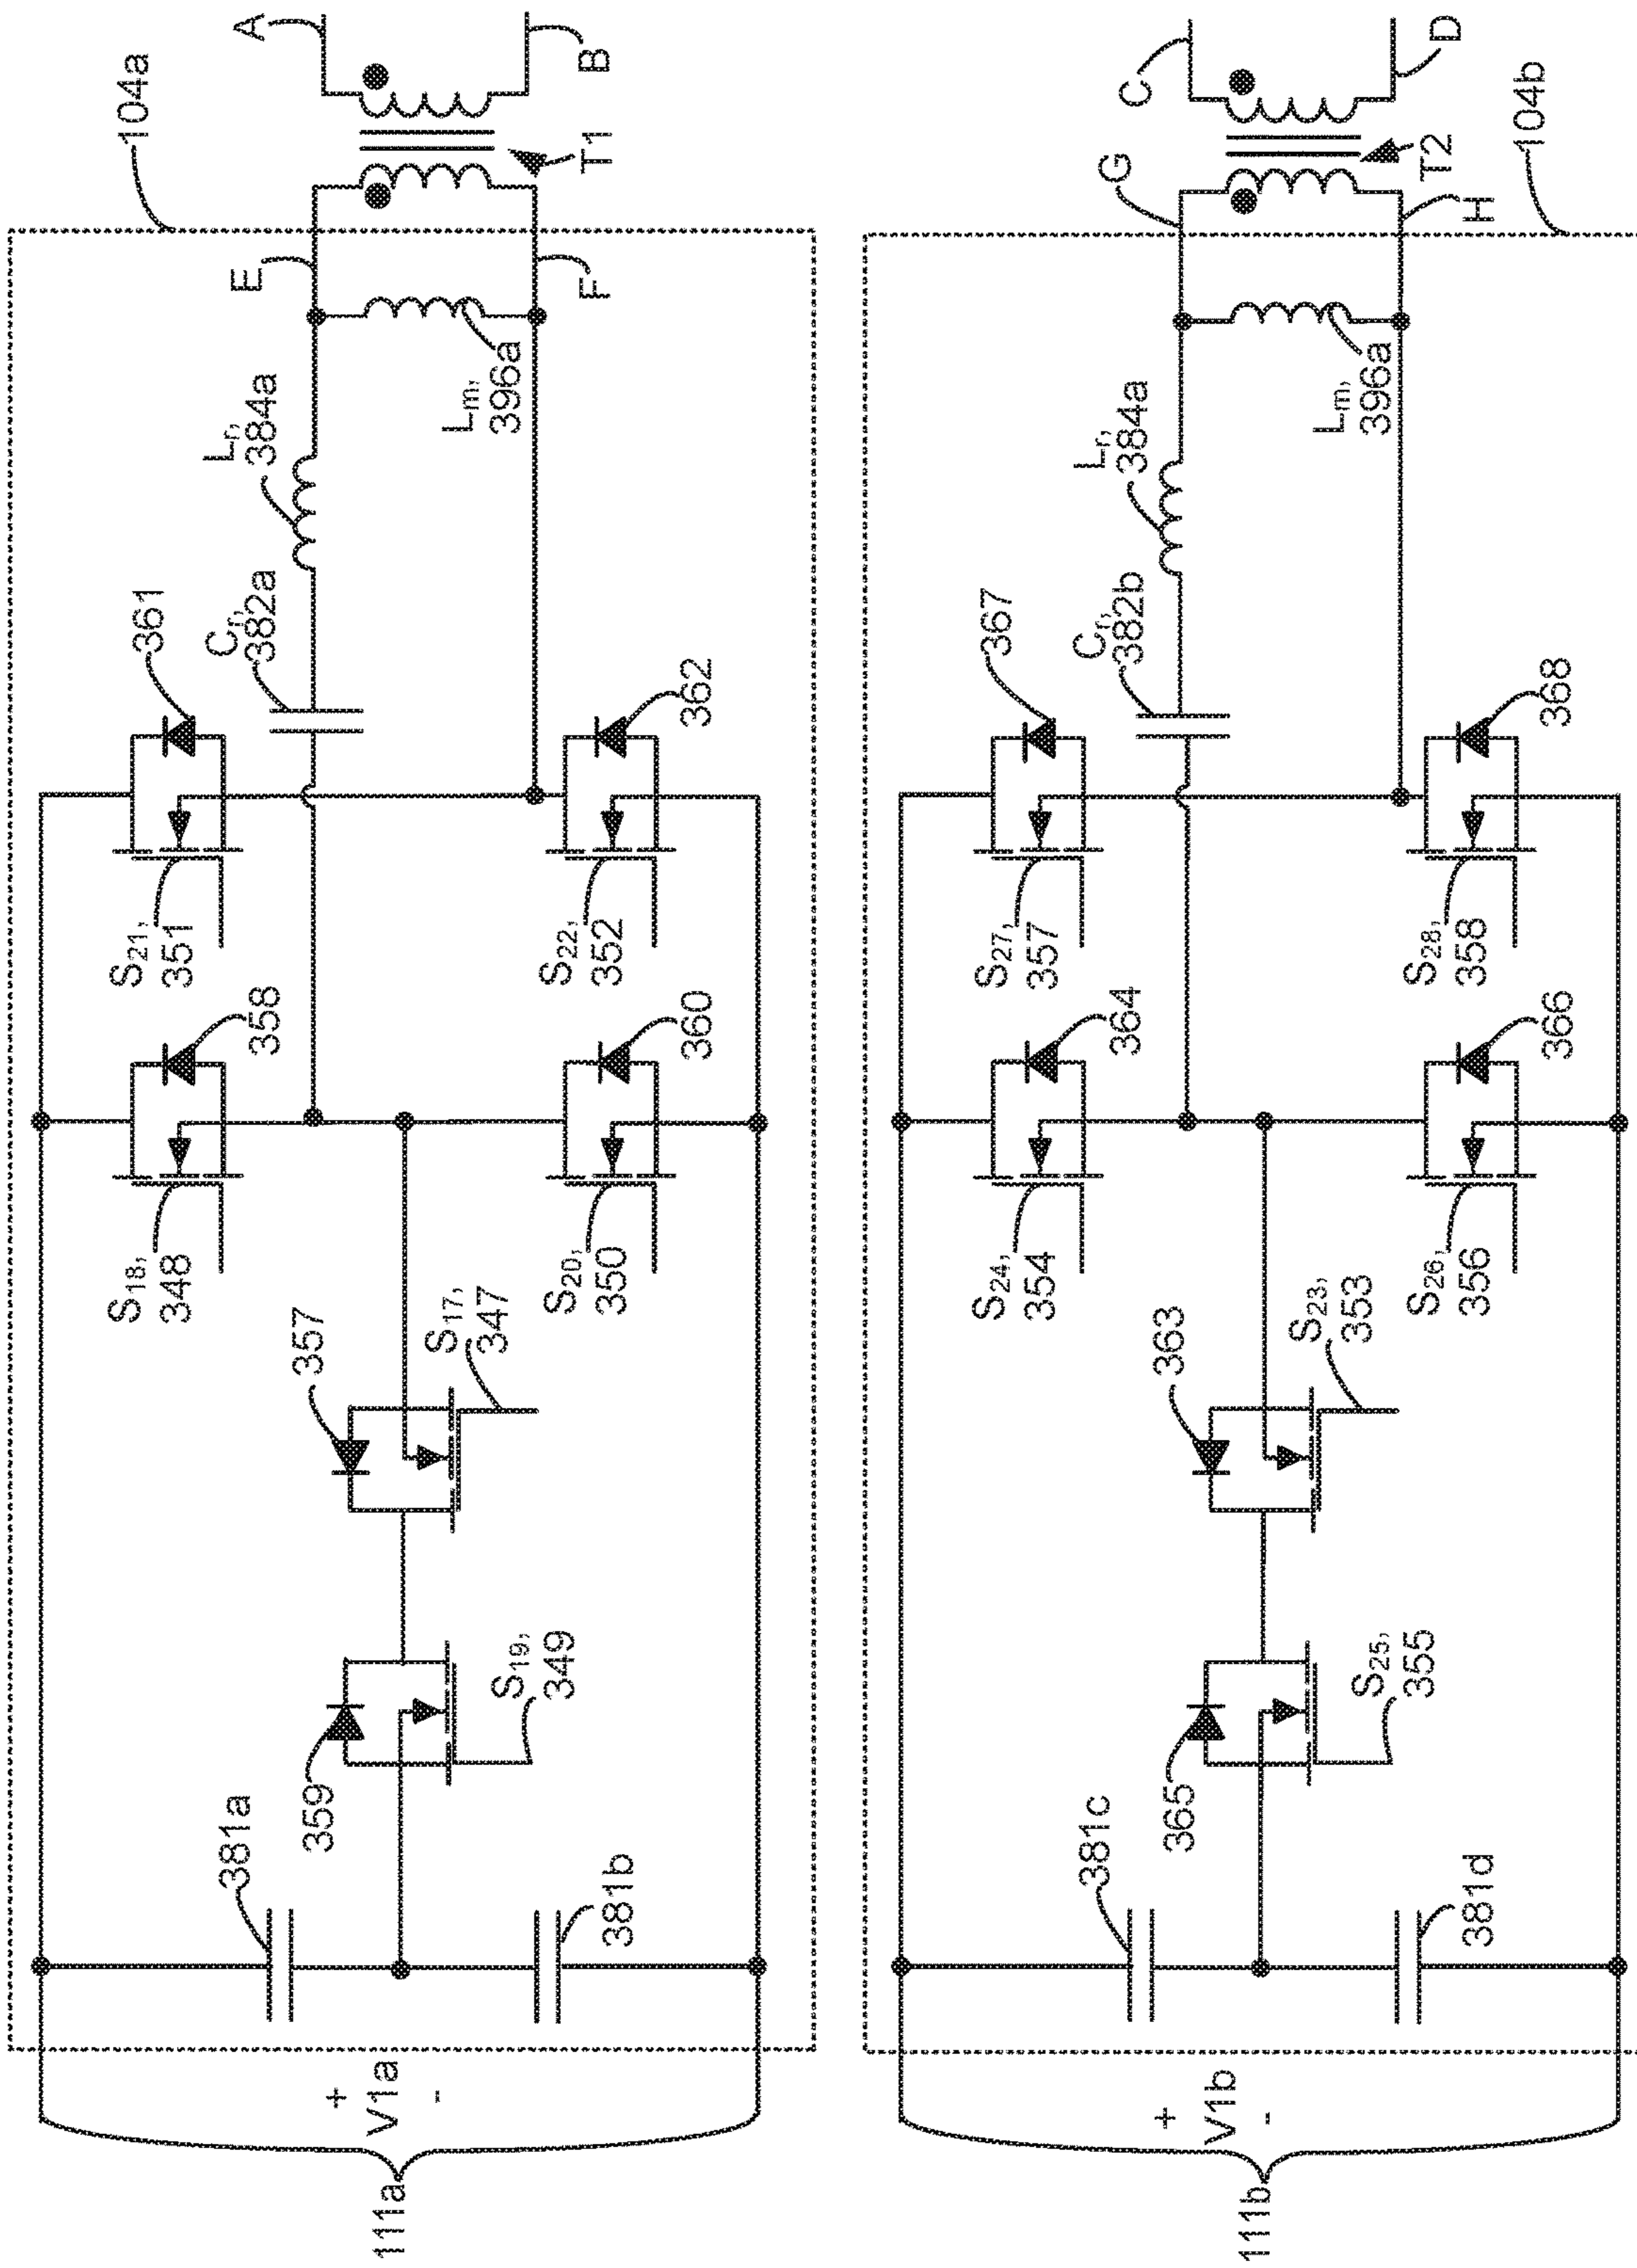 104a
A
B
T1
E
F
Lr,
384a
Lm,
396a
Cr,
382a
361
362
S21,
351
S22,
352
358
360
S18,
348
S20,
350
357
S17,
347
359
S19,
349
381a
381b
+
V1a
-
111a
104b
C
D
T2
G
H
Lr,
384a
Lm,
396a
Cr,
382b
367
368
S27,
357
S28,
358
364
366
S24,
354
S26,
356
363
S23,
353
365
S25,
355
381c
381d
+
V1b
-
111b